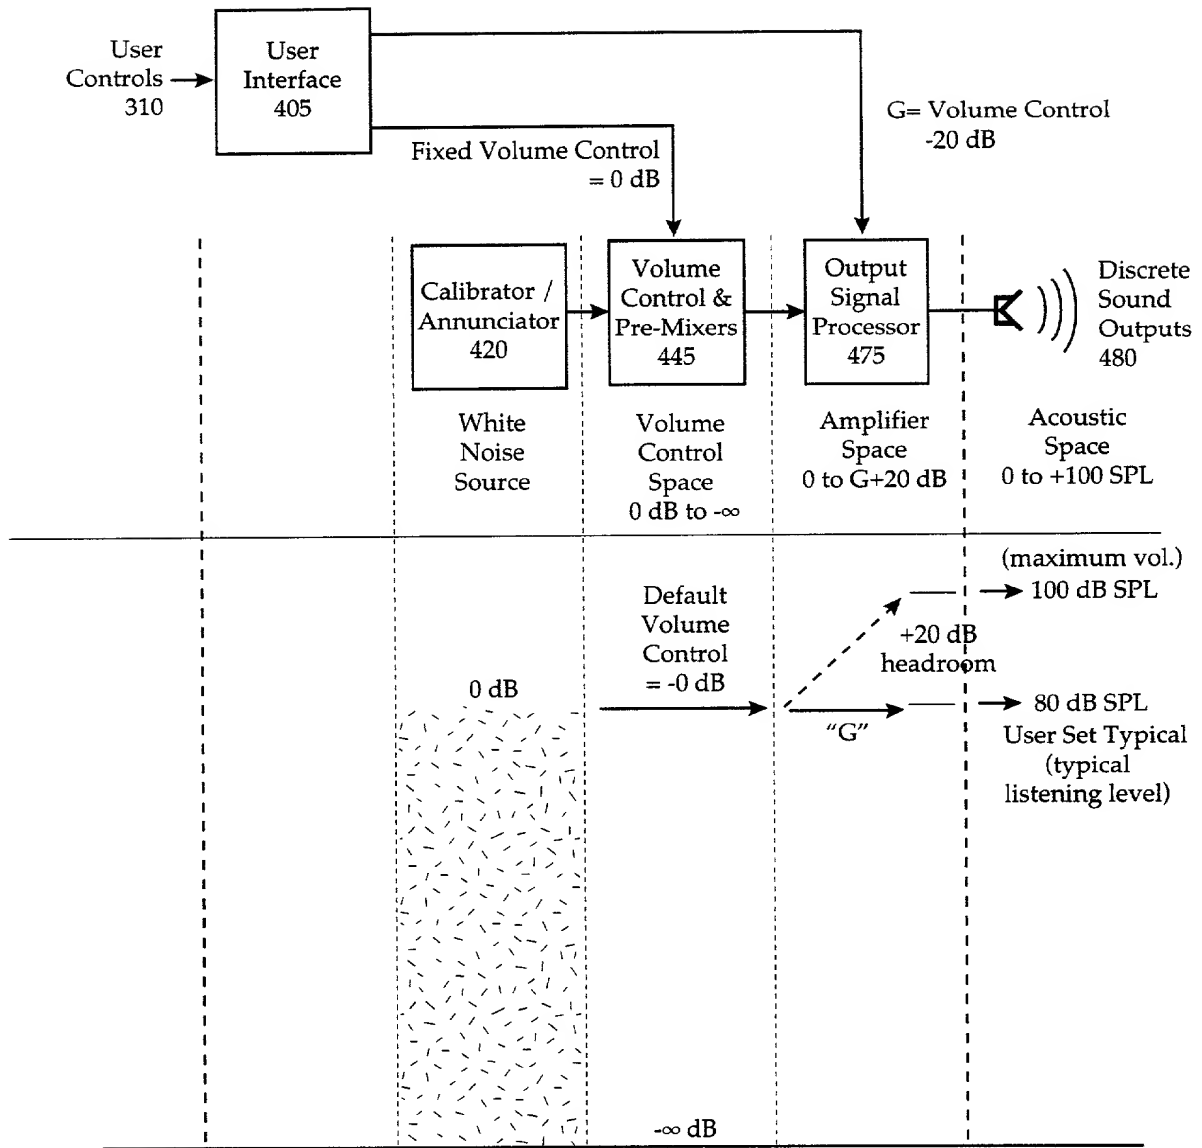 User
Controls
310
User
Interface
405
G= Volume Control
-20 dB
Fixed Volume Control
= 0 dB
Calibrator /
Annunciator
420
Volume
Control &
Pre-Mixers
445
Output
Signal
Processor
475
Discrete
Sound
Outputs
480
White
Noise
Source
Volume
Control
Space
0 dB to -∞
Amplifier
Space
0 to G+20 dB
Acoustic
Space
0 to +100 SPL
(maximum vol.)
100 dB SPL
Default
Volume
Control
= -0 dB
+20 dB
headroom
0 dB
"G"
80 dB SPL
User Set Typical
(typical
listening level)
-∞ dB